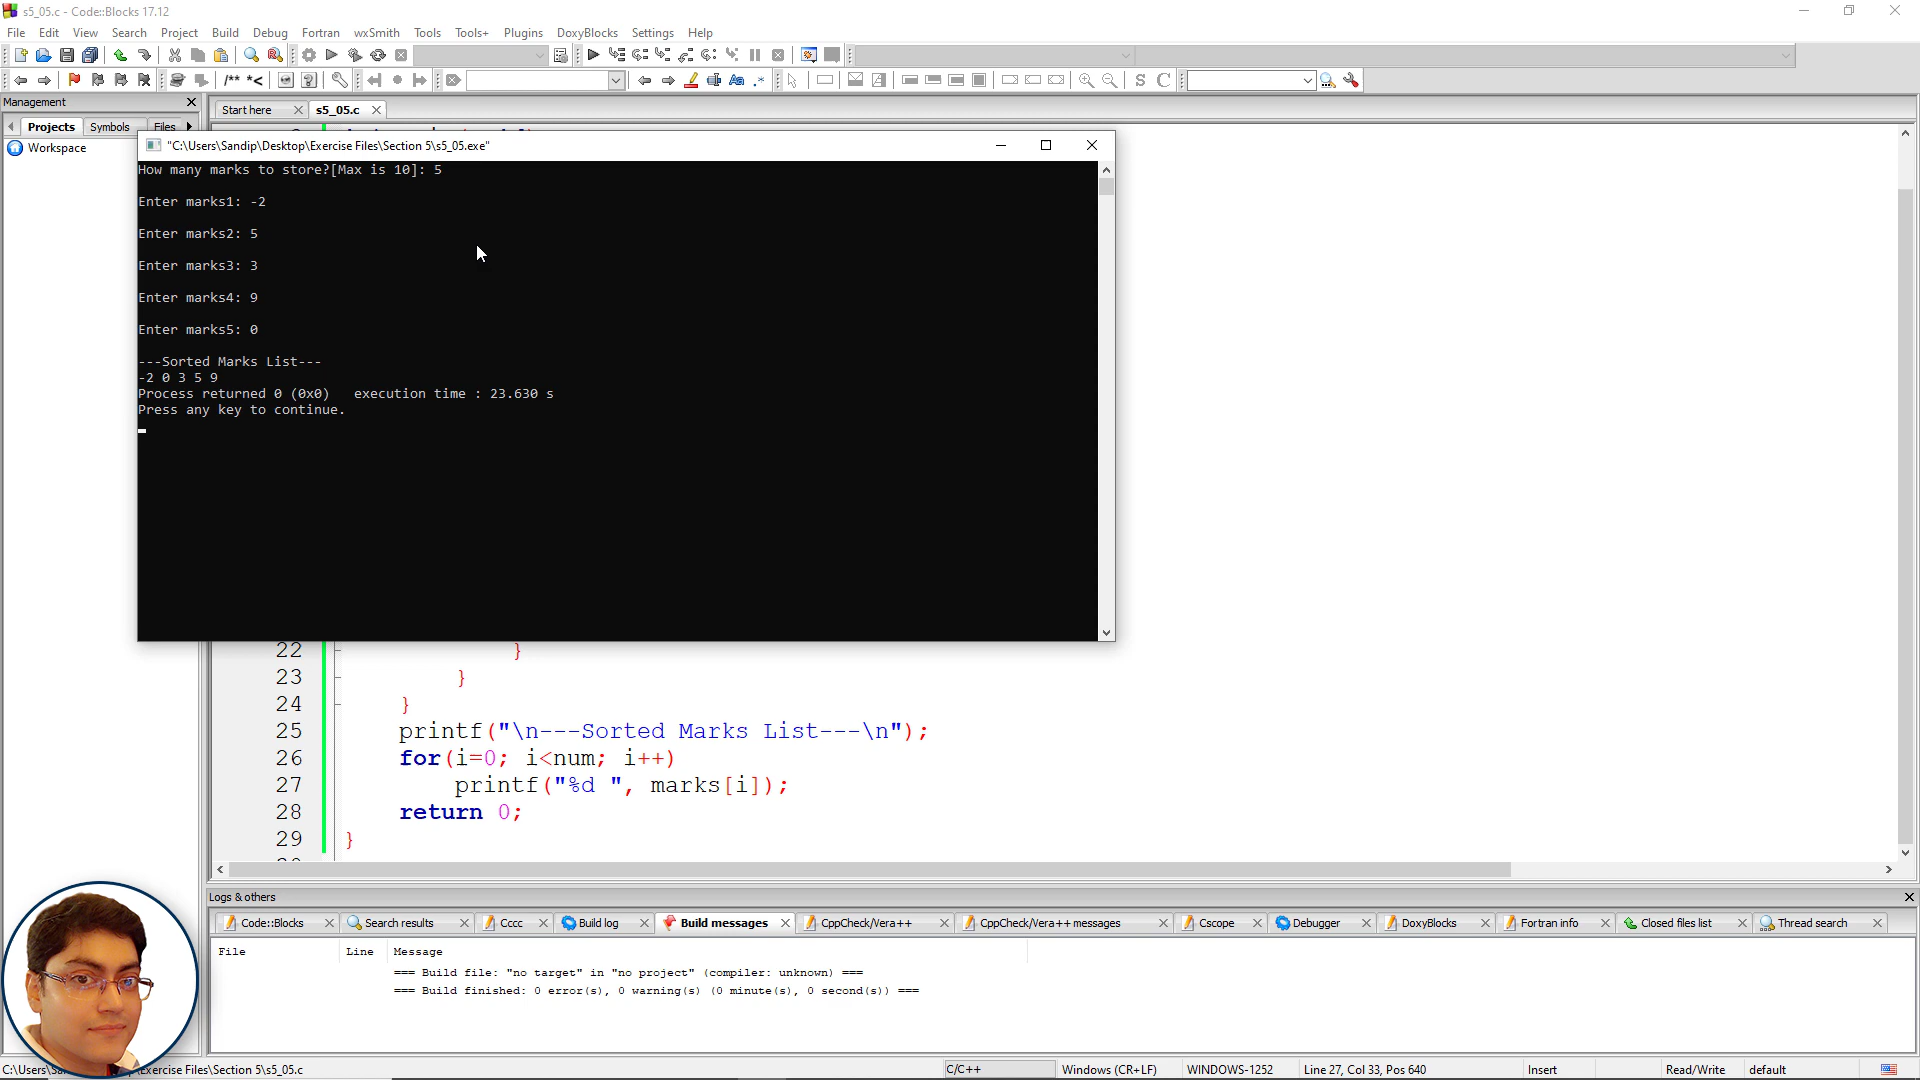 s5_05.c - Code::Blocks 17.12
File Edit View Search Project Build Debug Fortran wxSmith Tools Tools+ Plugins DoxyBlocks Settings Help
/** *<
Management
Start here
s5_05.c
Projects Symbols Files
Workspace
"C:\Users\Sandip\Desktop\Exercise Files\Section 5\s5_05.exe"
How many marks to store?[Max is 10]: 5
Enter marks1: -2
Enter marks2: 5
Enter marks3: 3
Enter marks4: 9
Enter marks5: 0
---Sorted Marks List---
-2 0 3 5 9
Process returned 0 (0x0)   execution time : 23.630 s
Press any key to continue.
22 }
23 }
24 }
25 printf("\n---Sorted Marks List---\n");
26 for(i=0; i<num; i++)
27 printf("%d ", marks[i]);
28 return 0;
29 }
Logs & others
Code::Blocks Search results Cccc Build log Build messages CppCheck/Vera++ CppCheck/Vera++ messages Cscope Debugger DoxyBlocks Fortran info Closed files list Thread search
File Line Message
=== Build file: "no target" in "no project" (compiler: unknown) ===
=== Build finished: 0 error(s), 0 warning(s) (0 minute(s), 0 second(s)) ===
Exercise Files\Section 5\s5_05.c C/C++ Windows (CR+LF) WINDOWS-1252 Line 27, Col 33, Pos 640 Insert Read/Write default